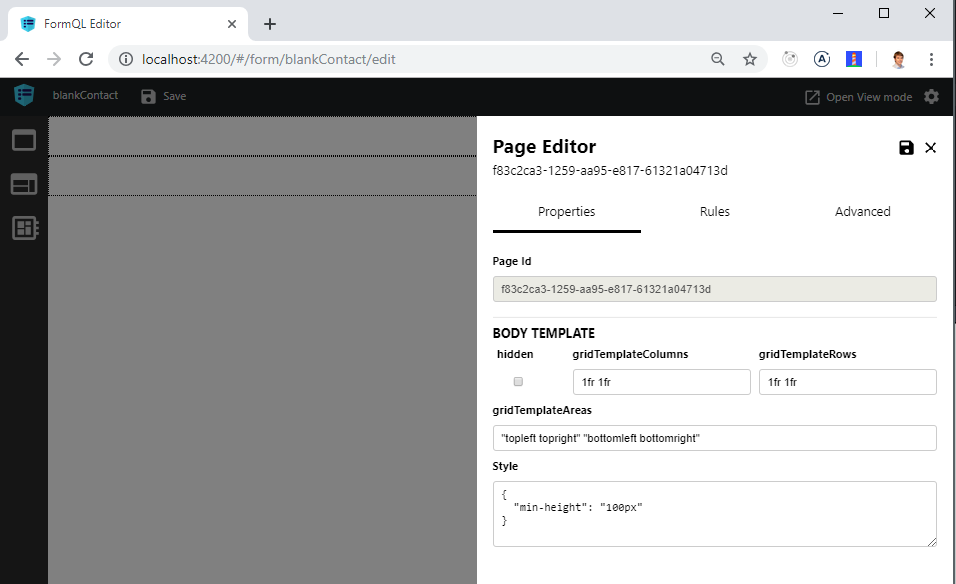 FormQL Editor
localhost:4200/#/form/blankContact/edit
blankContact
Save
Open View mode
Page Editor
f83c2ca3-1259-aa95-e817-61321a04713d
Properties Rules Advanced
Page Id
f83c2ca3-1259-aa95-e817-61321a04713d
BODY TEMPLATE
hidden gridTemplateColumns gridTemplateRows
1fr 1fr 1fr 1fr
gridTemplateAreas
"topleft topright" "bottomleft bottomright"
Style
{
"min-height": "100px"
}